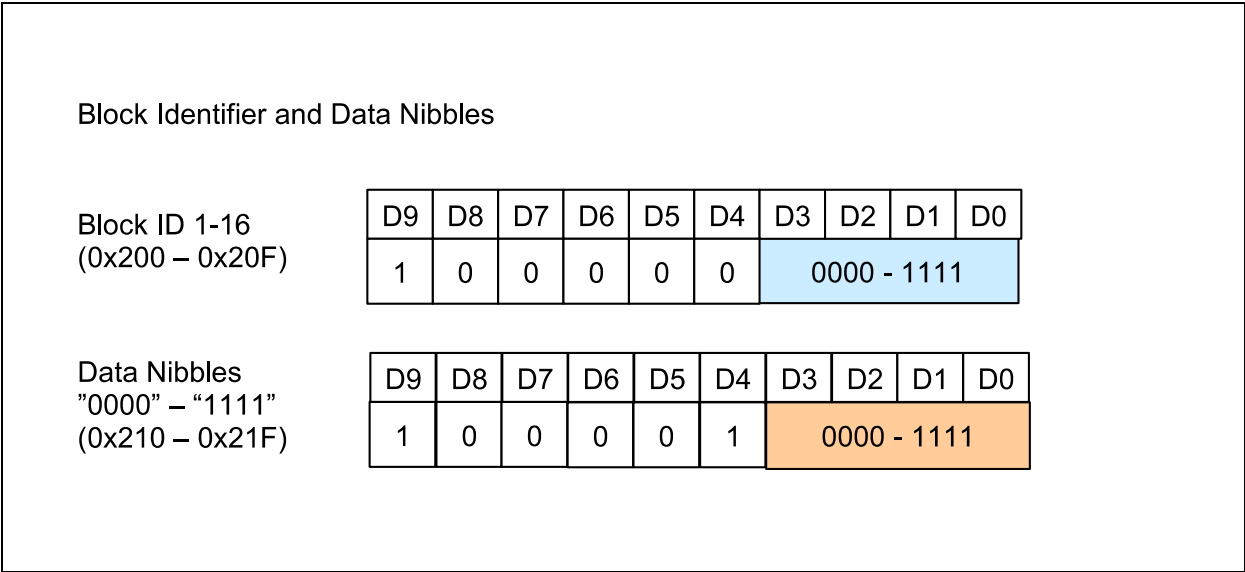 Block Identifier and Data Nibbles
Block ID 1-16
(0x200 – 0x20F)
D9 D8 D7 D6 D5 D4 D3 D2 D1 D0
1 0 0 0 0 0 0000 - 1111
Data Nibbles
”0000” – “1111”
(0x210 – 0x21F)
D9 D8 D7 D6 D5 D4 D3 D2 D1 D0
1 0 0 0 0 1 0000 - 1111